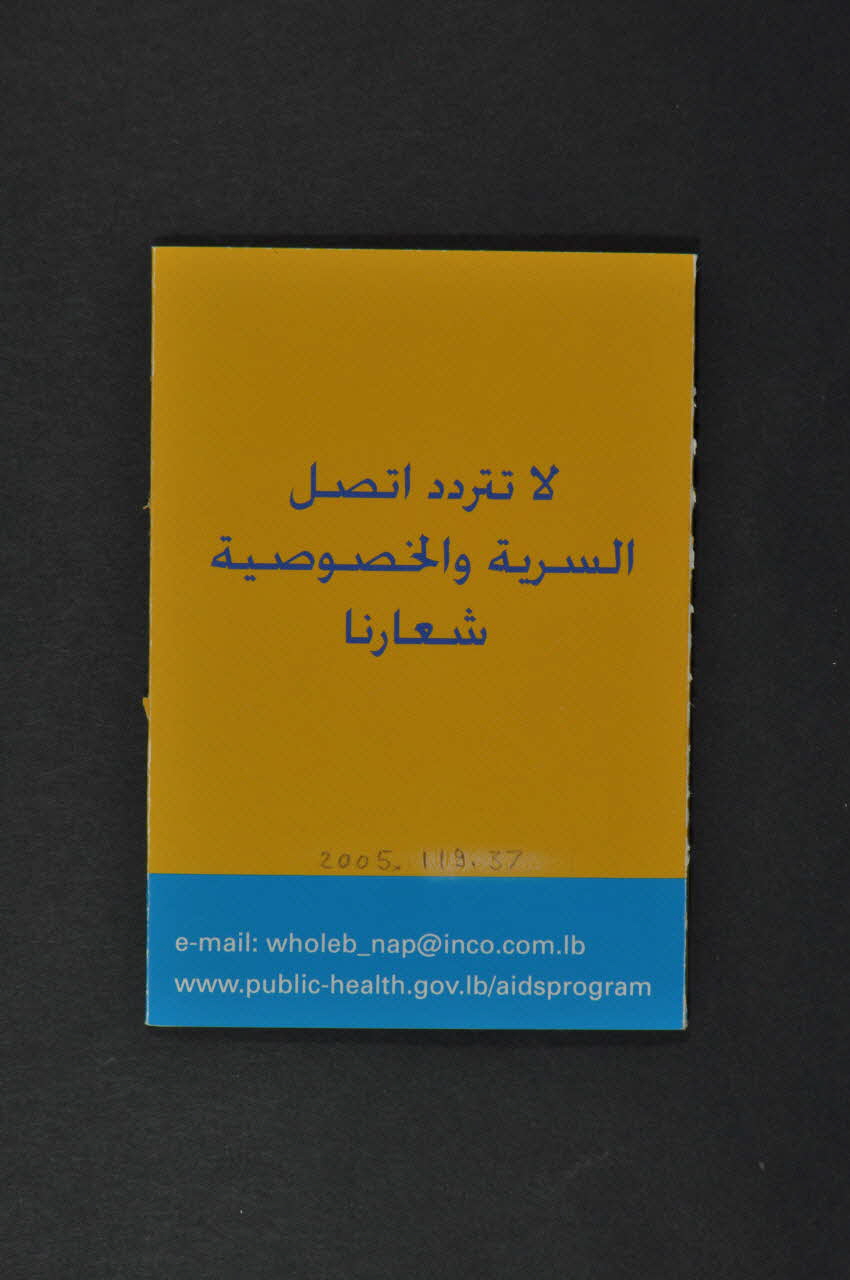 لا تتردد اتصل
السرية والخصوصية
شعارنا
2005. 119. 37
e-mail: wholeb_nap@inco.com.lb
www.public-health.gov.lb/aidsprogram